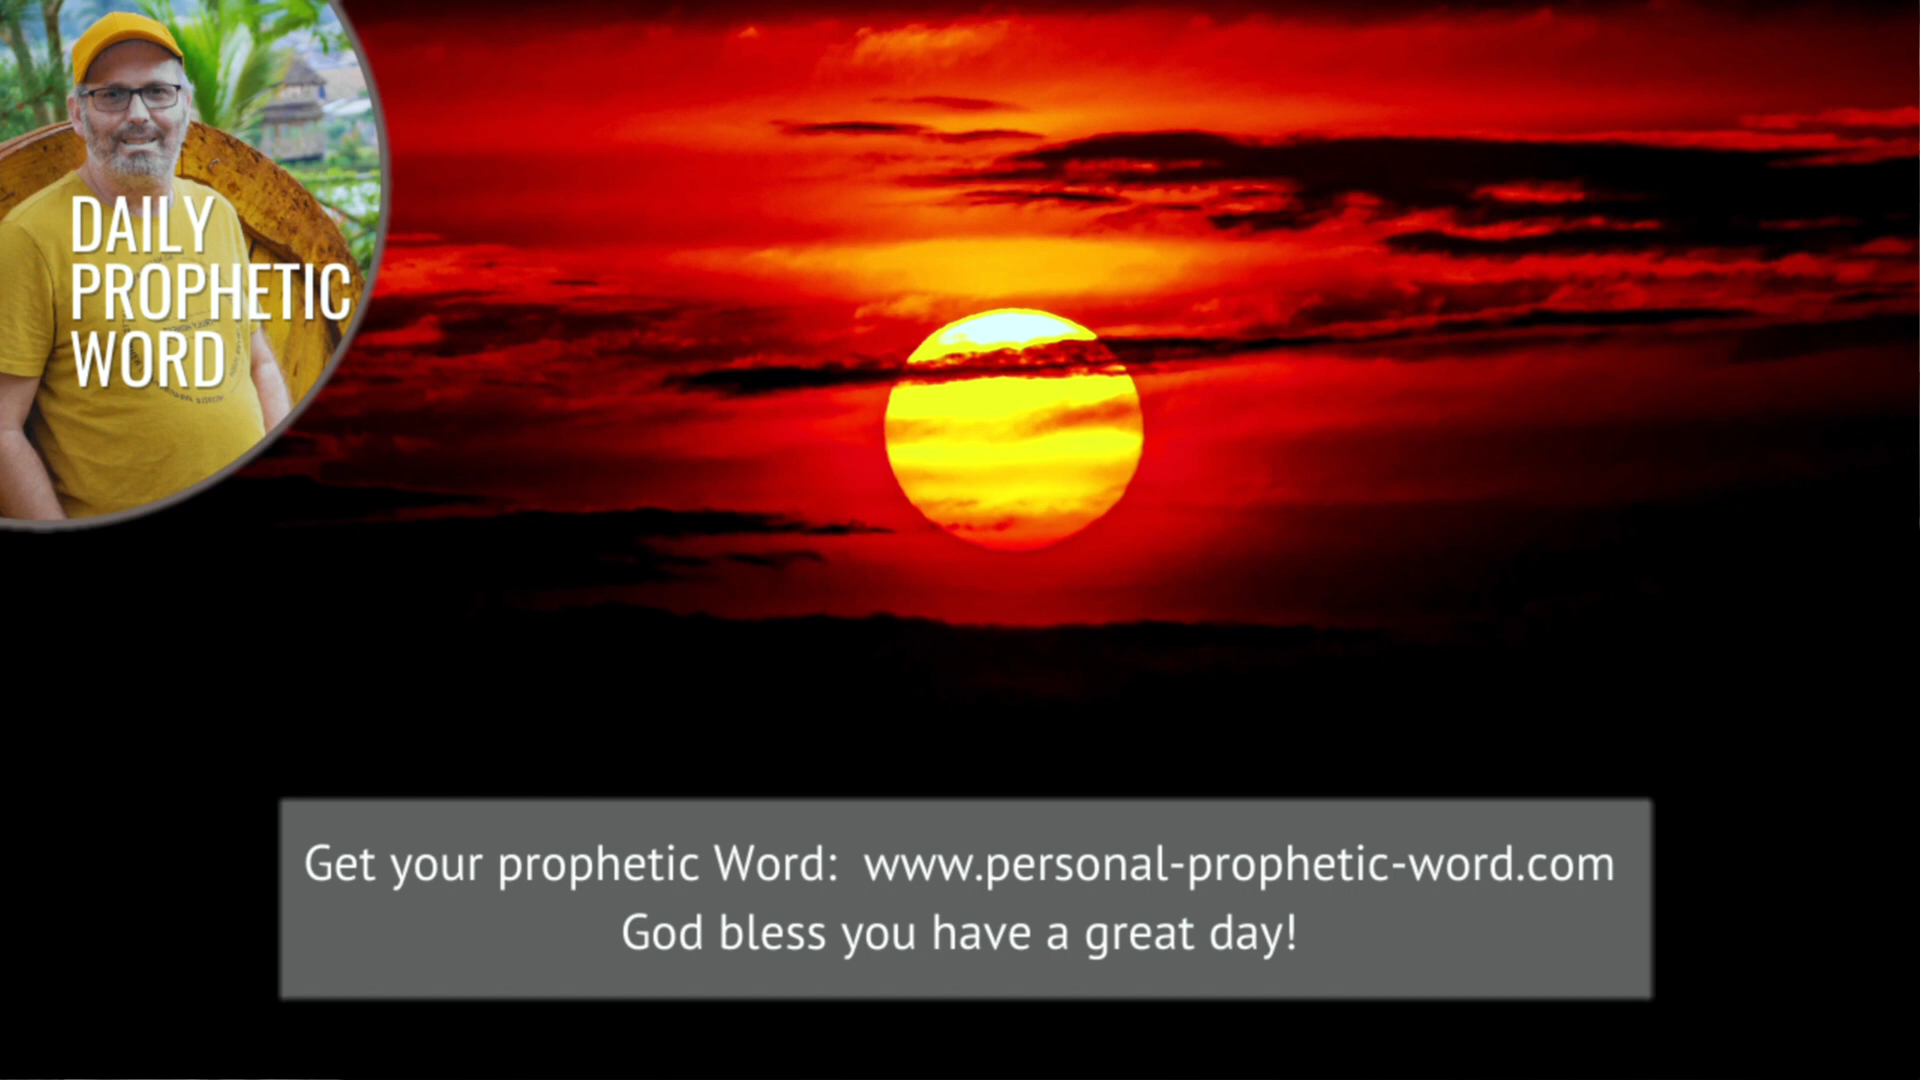 DAILY
PROPHETIC
WORD
Get your prophetic Word:  www.personal-prophetic-word.com
God bless you have a great day!